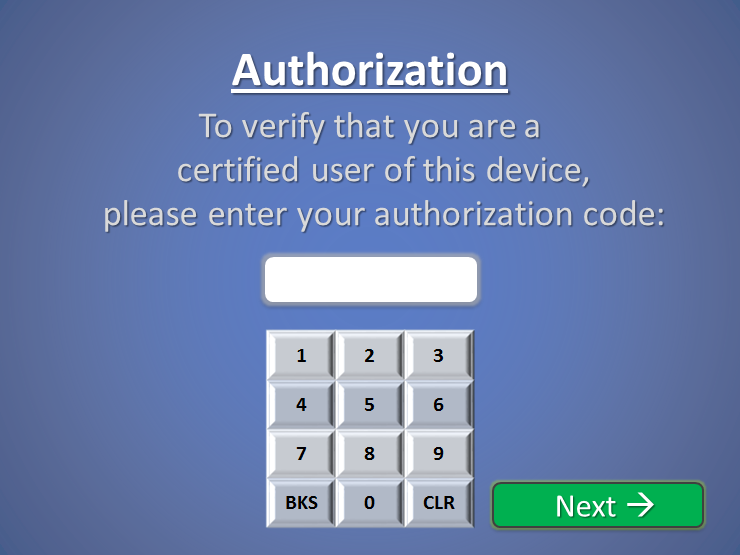 Authorization
To verify that you are a
certified user of this device,
please enter your authorization code:
1 2 3
4 5 6
7 8 9
BKS 0 CLR
Next →